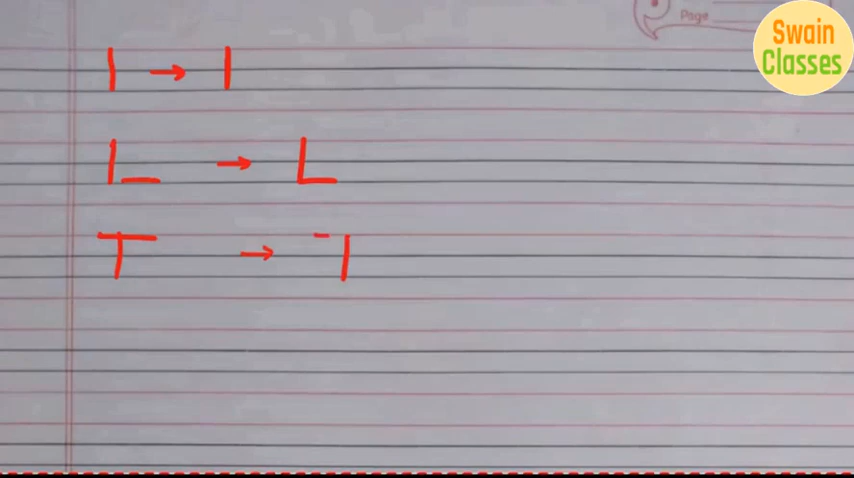 Page
Swain
Classes
I → I
L → L
T →